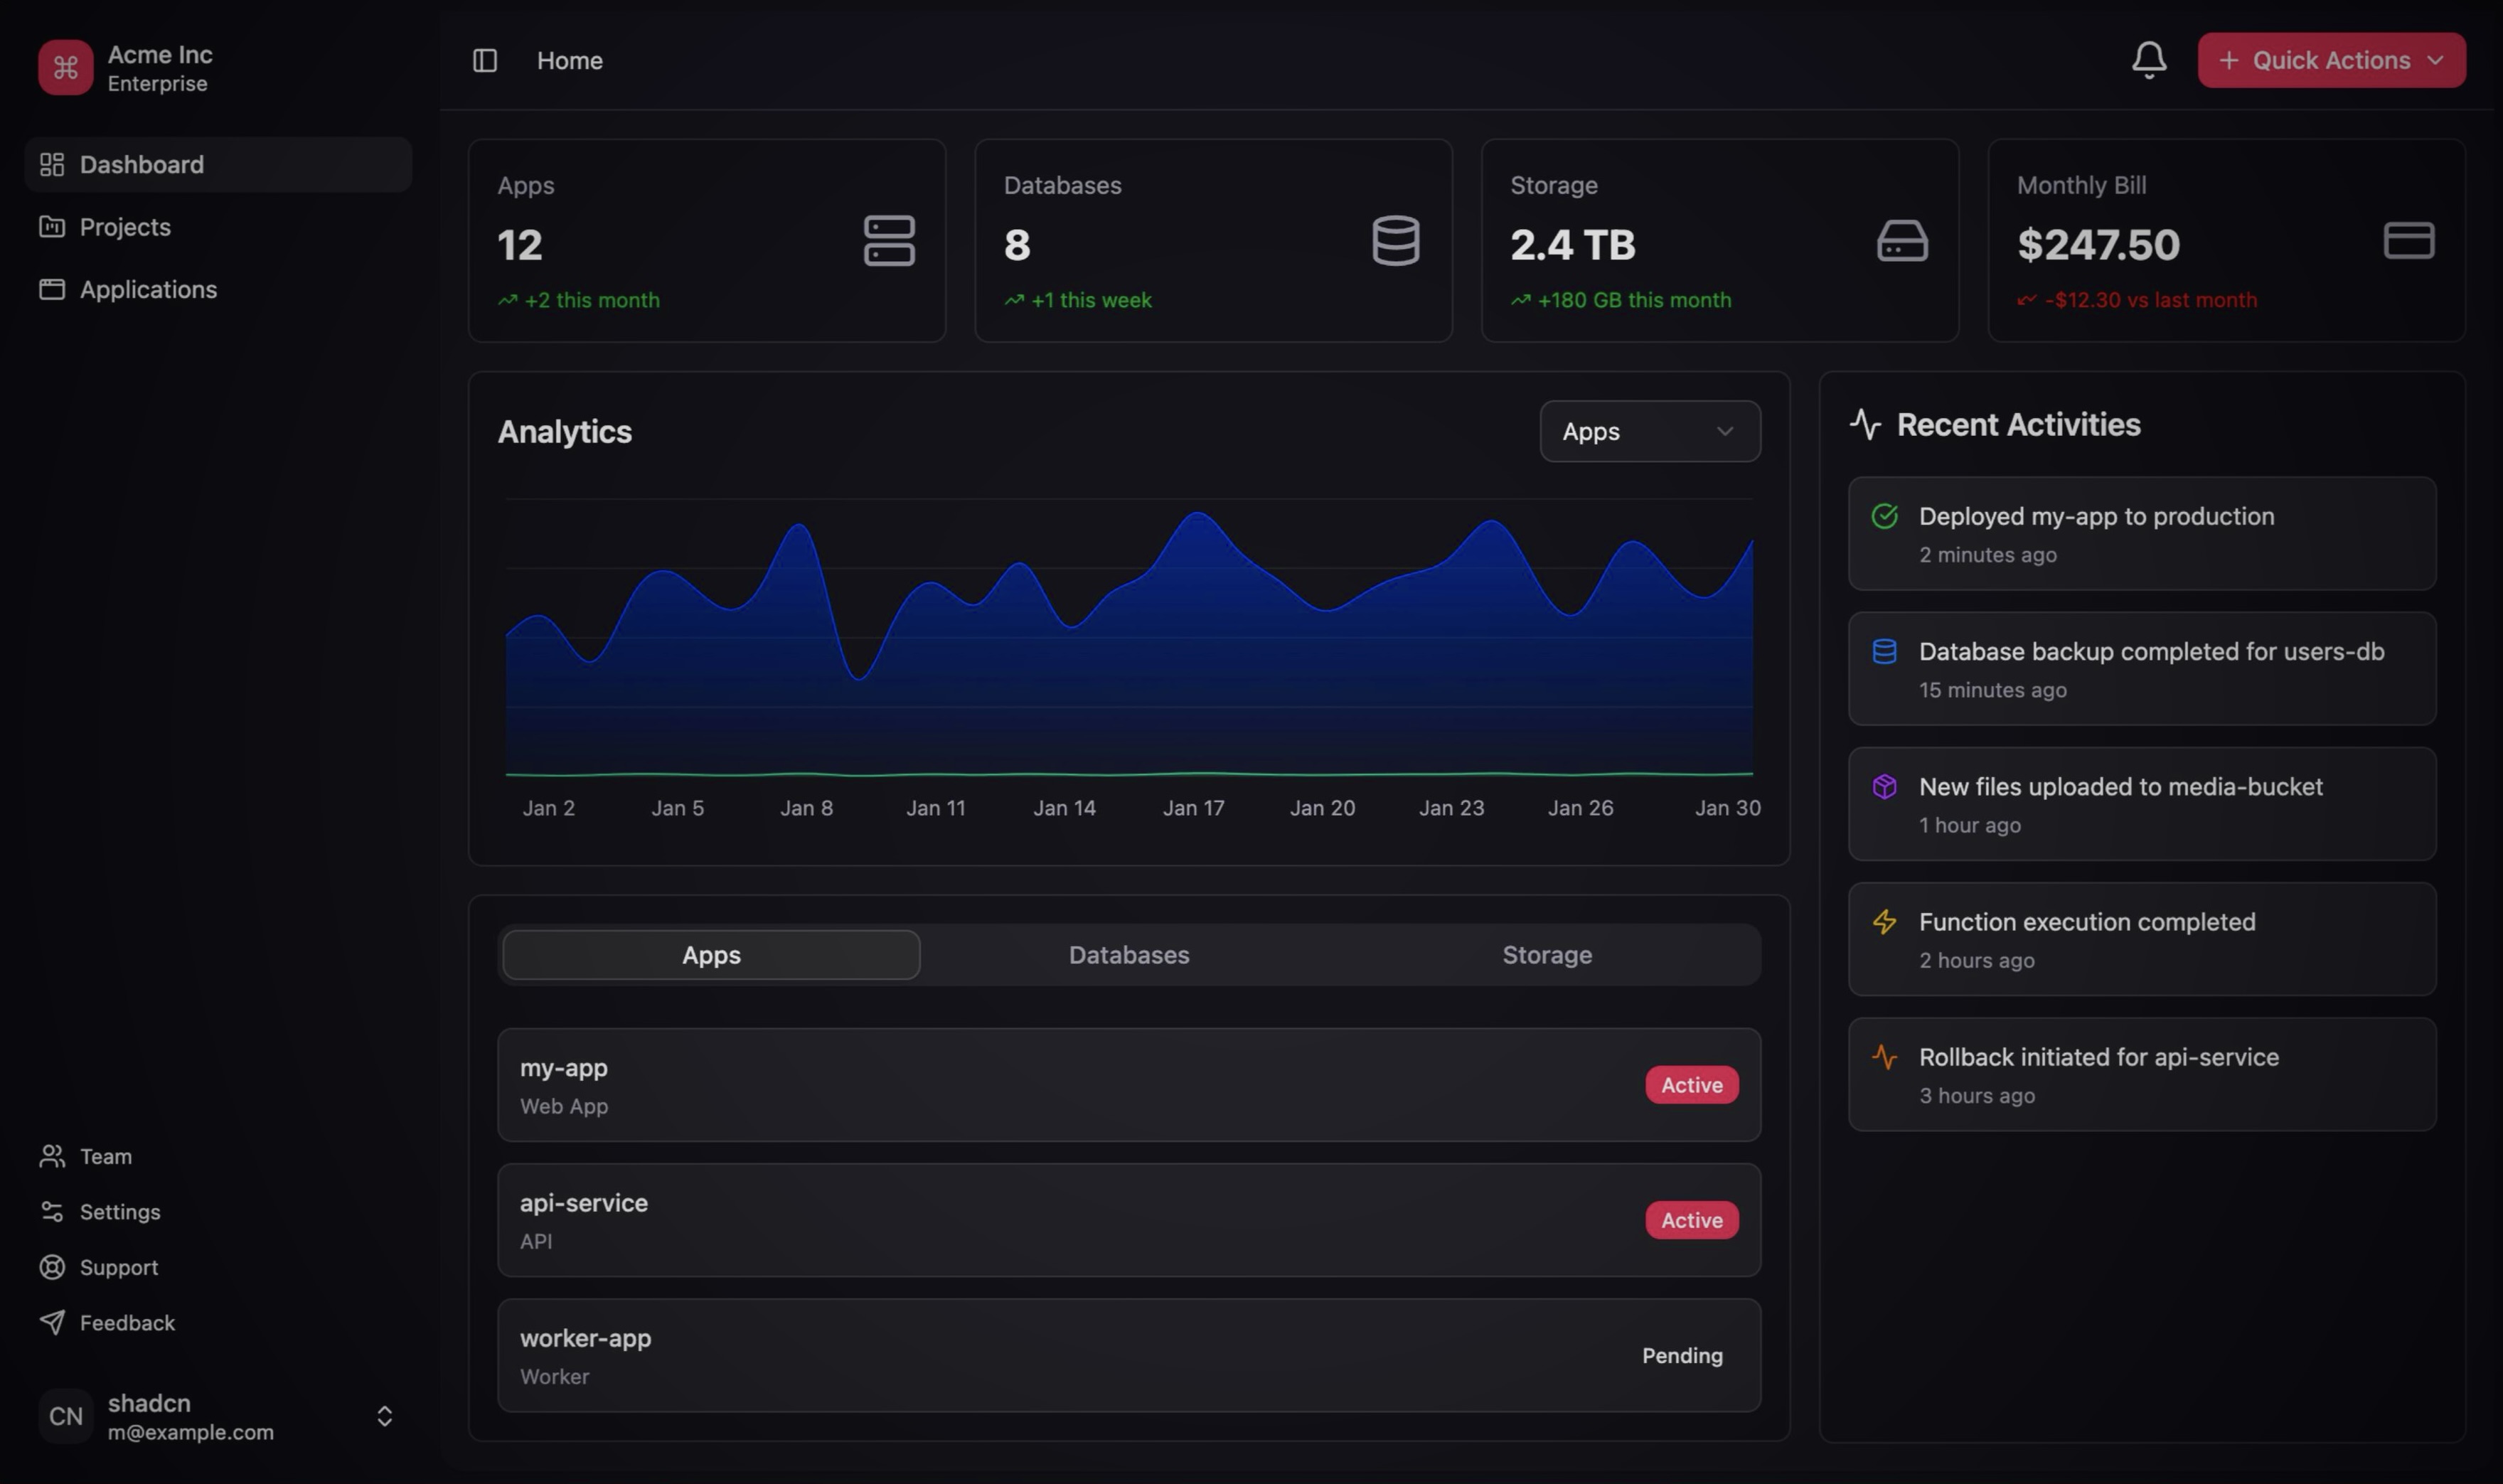 Acme Inc
Enterprise
Dashboard
Projects
Applications
Team
Settings
Support
Feedback
CN
shadcn
m@example.com
Home
Quick Actions
Apps
12
+2 this month
Databases
8
+1 this week
Storage
2.4 TB
+180 GB this month
Monthly Bill
$247.50
-$12.30 vs last month
Analytics
Apps
Jan 2 Jan 5 Jan 8 Jan 11 Jan 14 Jan 17 Jan 20 Jan 23 Jan 26 Jan 30
Apps Databases Storage
my-app
Web App
Active
api-service
API
Active
worker-app
Worker
Pending
Recent Activities
Deployed my-app to production
2 minutes ago
Database backup completed for users-db
15 minutes ago
New files uploaded to media-bucket
1 hour ago
Function execution completed
2 hours ago
Rollback initiated for api-service
3 hours ago